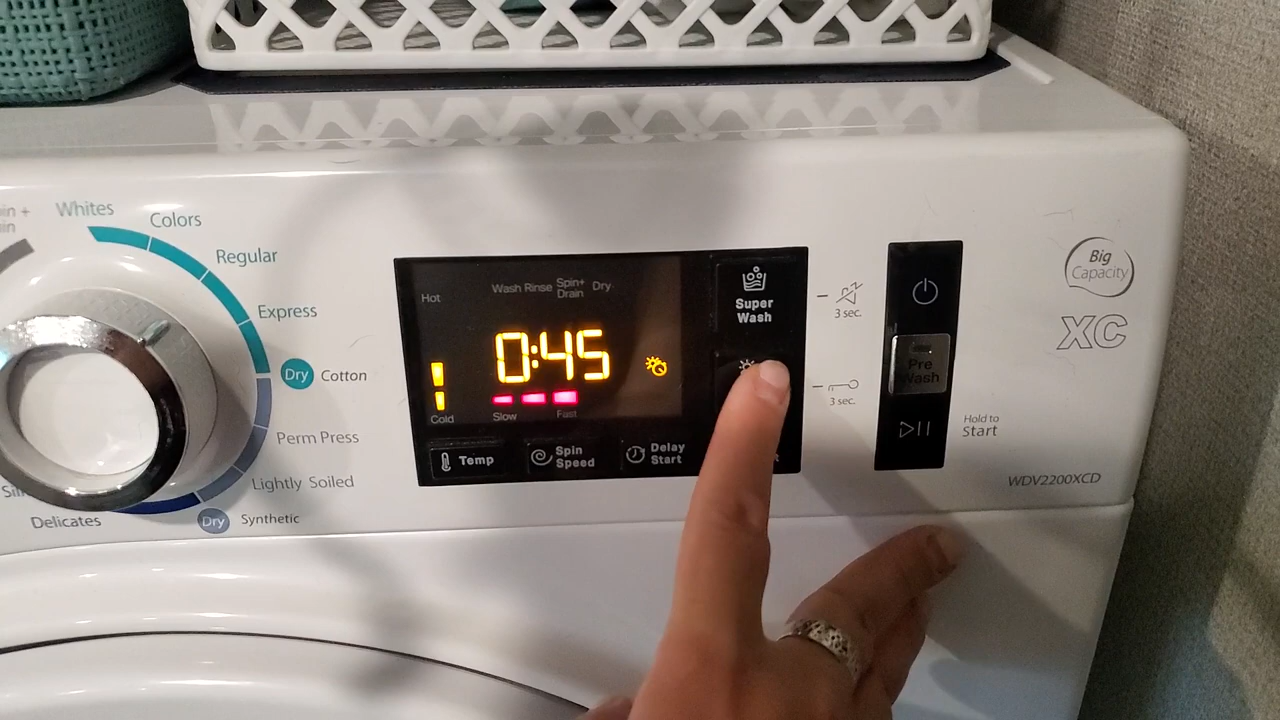 Whites
Colors
Regular
Express
Dry Cotton
Perm Press
Lightly Soiled
Dry Synthetic
Delicates
Hot
Wash Rinse Spin+ Drain Dry
0:45
Cold
Slow
Fast
Temp
Spin Speed
Delay Start
Super
Wash
3 sec.
3 sec.
Pre
Wash
Hold to
Start
Big
Capacity
XC
WDV2200XCD